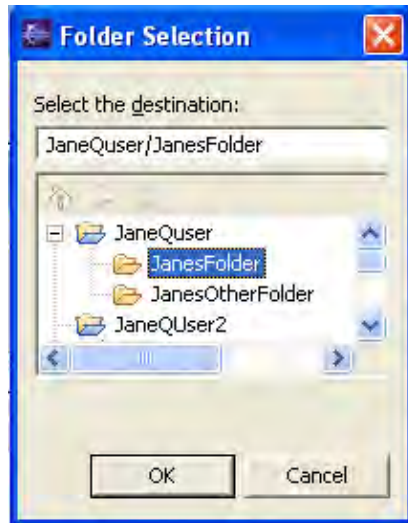 Folder Selection
Select the destination:
JaneQuser/JanesFolder
JaneQuser
JanesFolder
JanesOtherFolder
JaneQUser2
OK Cancel